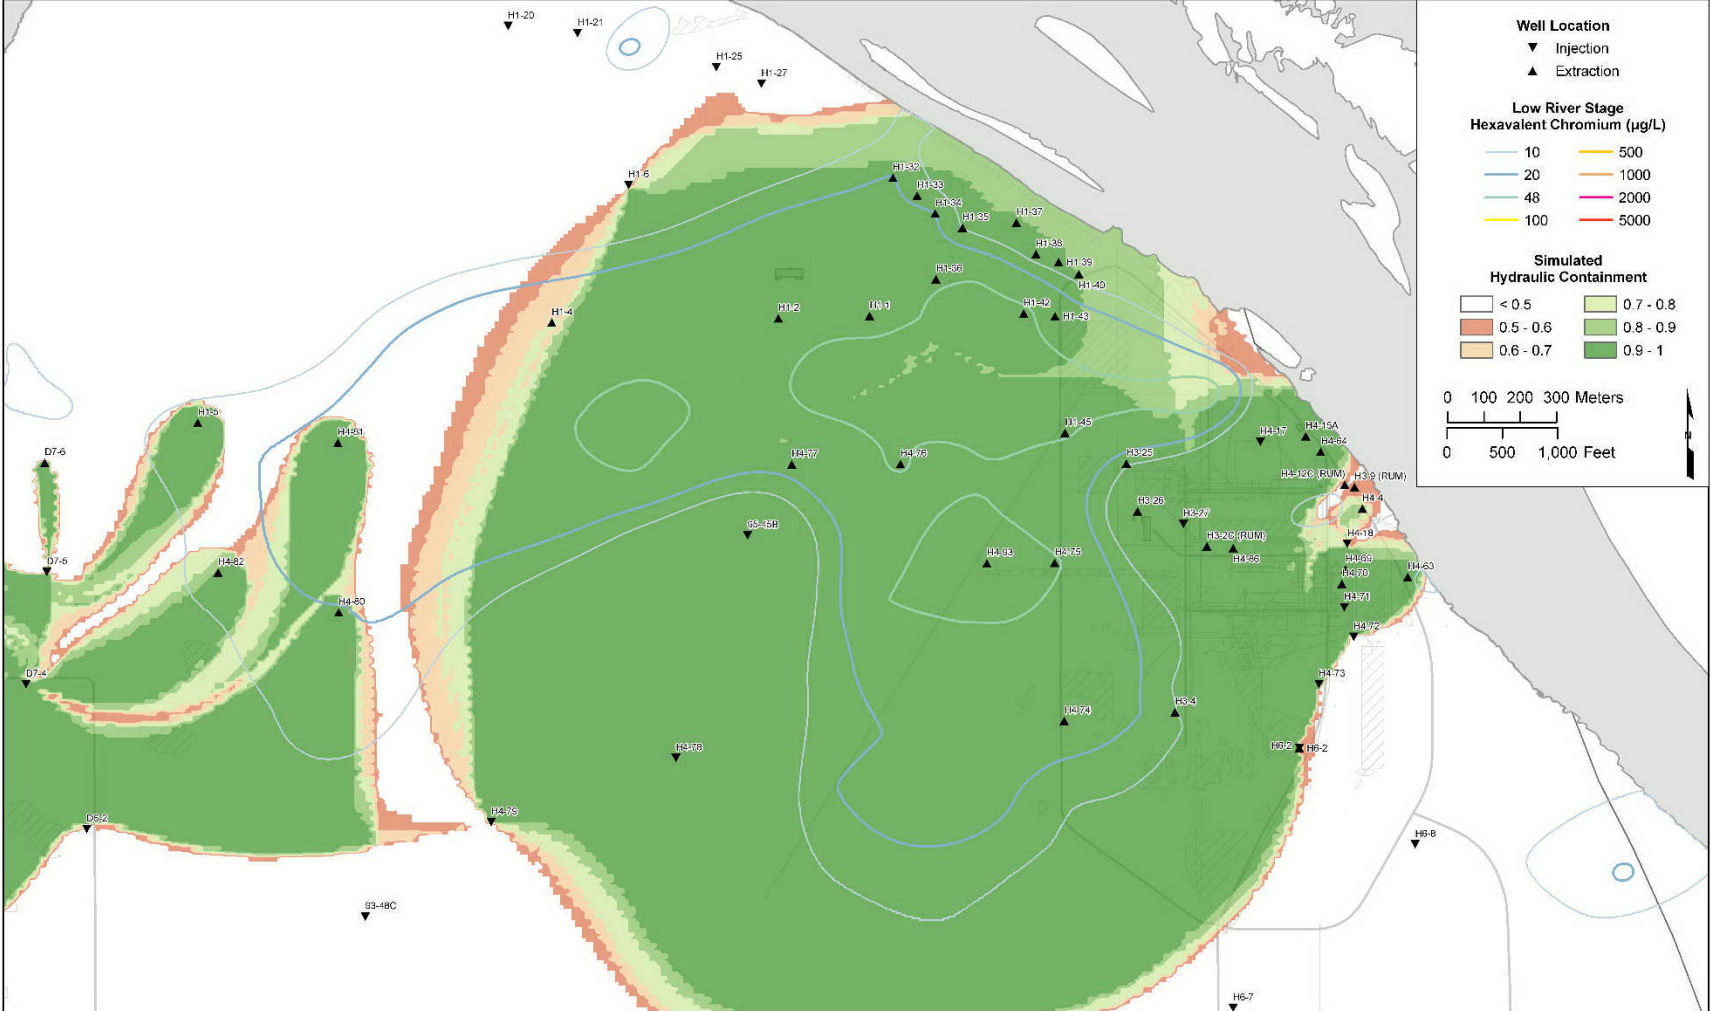 H1-20
H1-21
H1-25
H1-27
H1-6
H1-32
H1-33
H1-34
H1-35
H1-37
H1-38
H1-39
H1-40
H1-36
H1-42
H1-43
H1-4
H1-2
H1-1
H1-5
H4-81
H1-45
H4-17
H4-15A
H4-64
D7-6
H4-77
H4-76
H3-25
H4-12C (RUM)
H3-9 (RUM)
H4-4
H3-26
H3-27
95-45B
H4-18
H3-2C (RUM)
H4-86
D7-5
H4-82
H4-93
H4-75
H4-69
H4-70
H4-63
H4-80
H4-71
H4-72
D7-4
H4-73
H4-74
H3-4
H4-78
H6-2
H6-2
D8-2
H4-79
H6-8
93-48C
H6-7
Well Location
Injection
Extraction
Low River Stage
Hexavalent Chromium (µg/L)
10 500
20 1000
48 2000
100 5000
Simulated
Hydraulic Containment
< 0.5 0.7 - 0.8
0.5 - 0.6 0.8 - 0.9
0.6 - 0.7 0.9 - 1
0 100 200 300 Meters
0 500 1,000 Feet
N